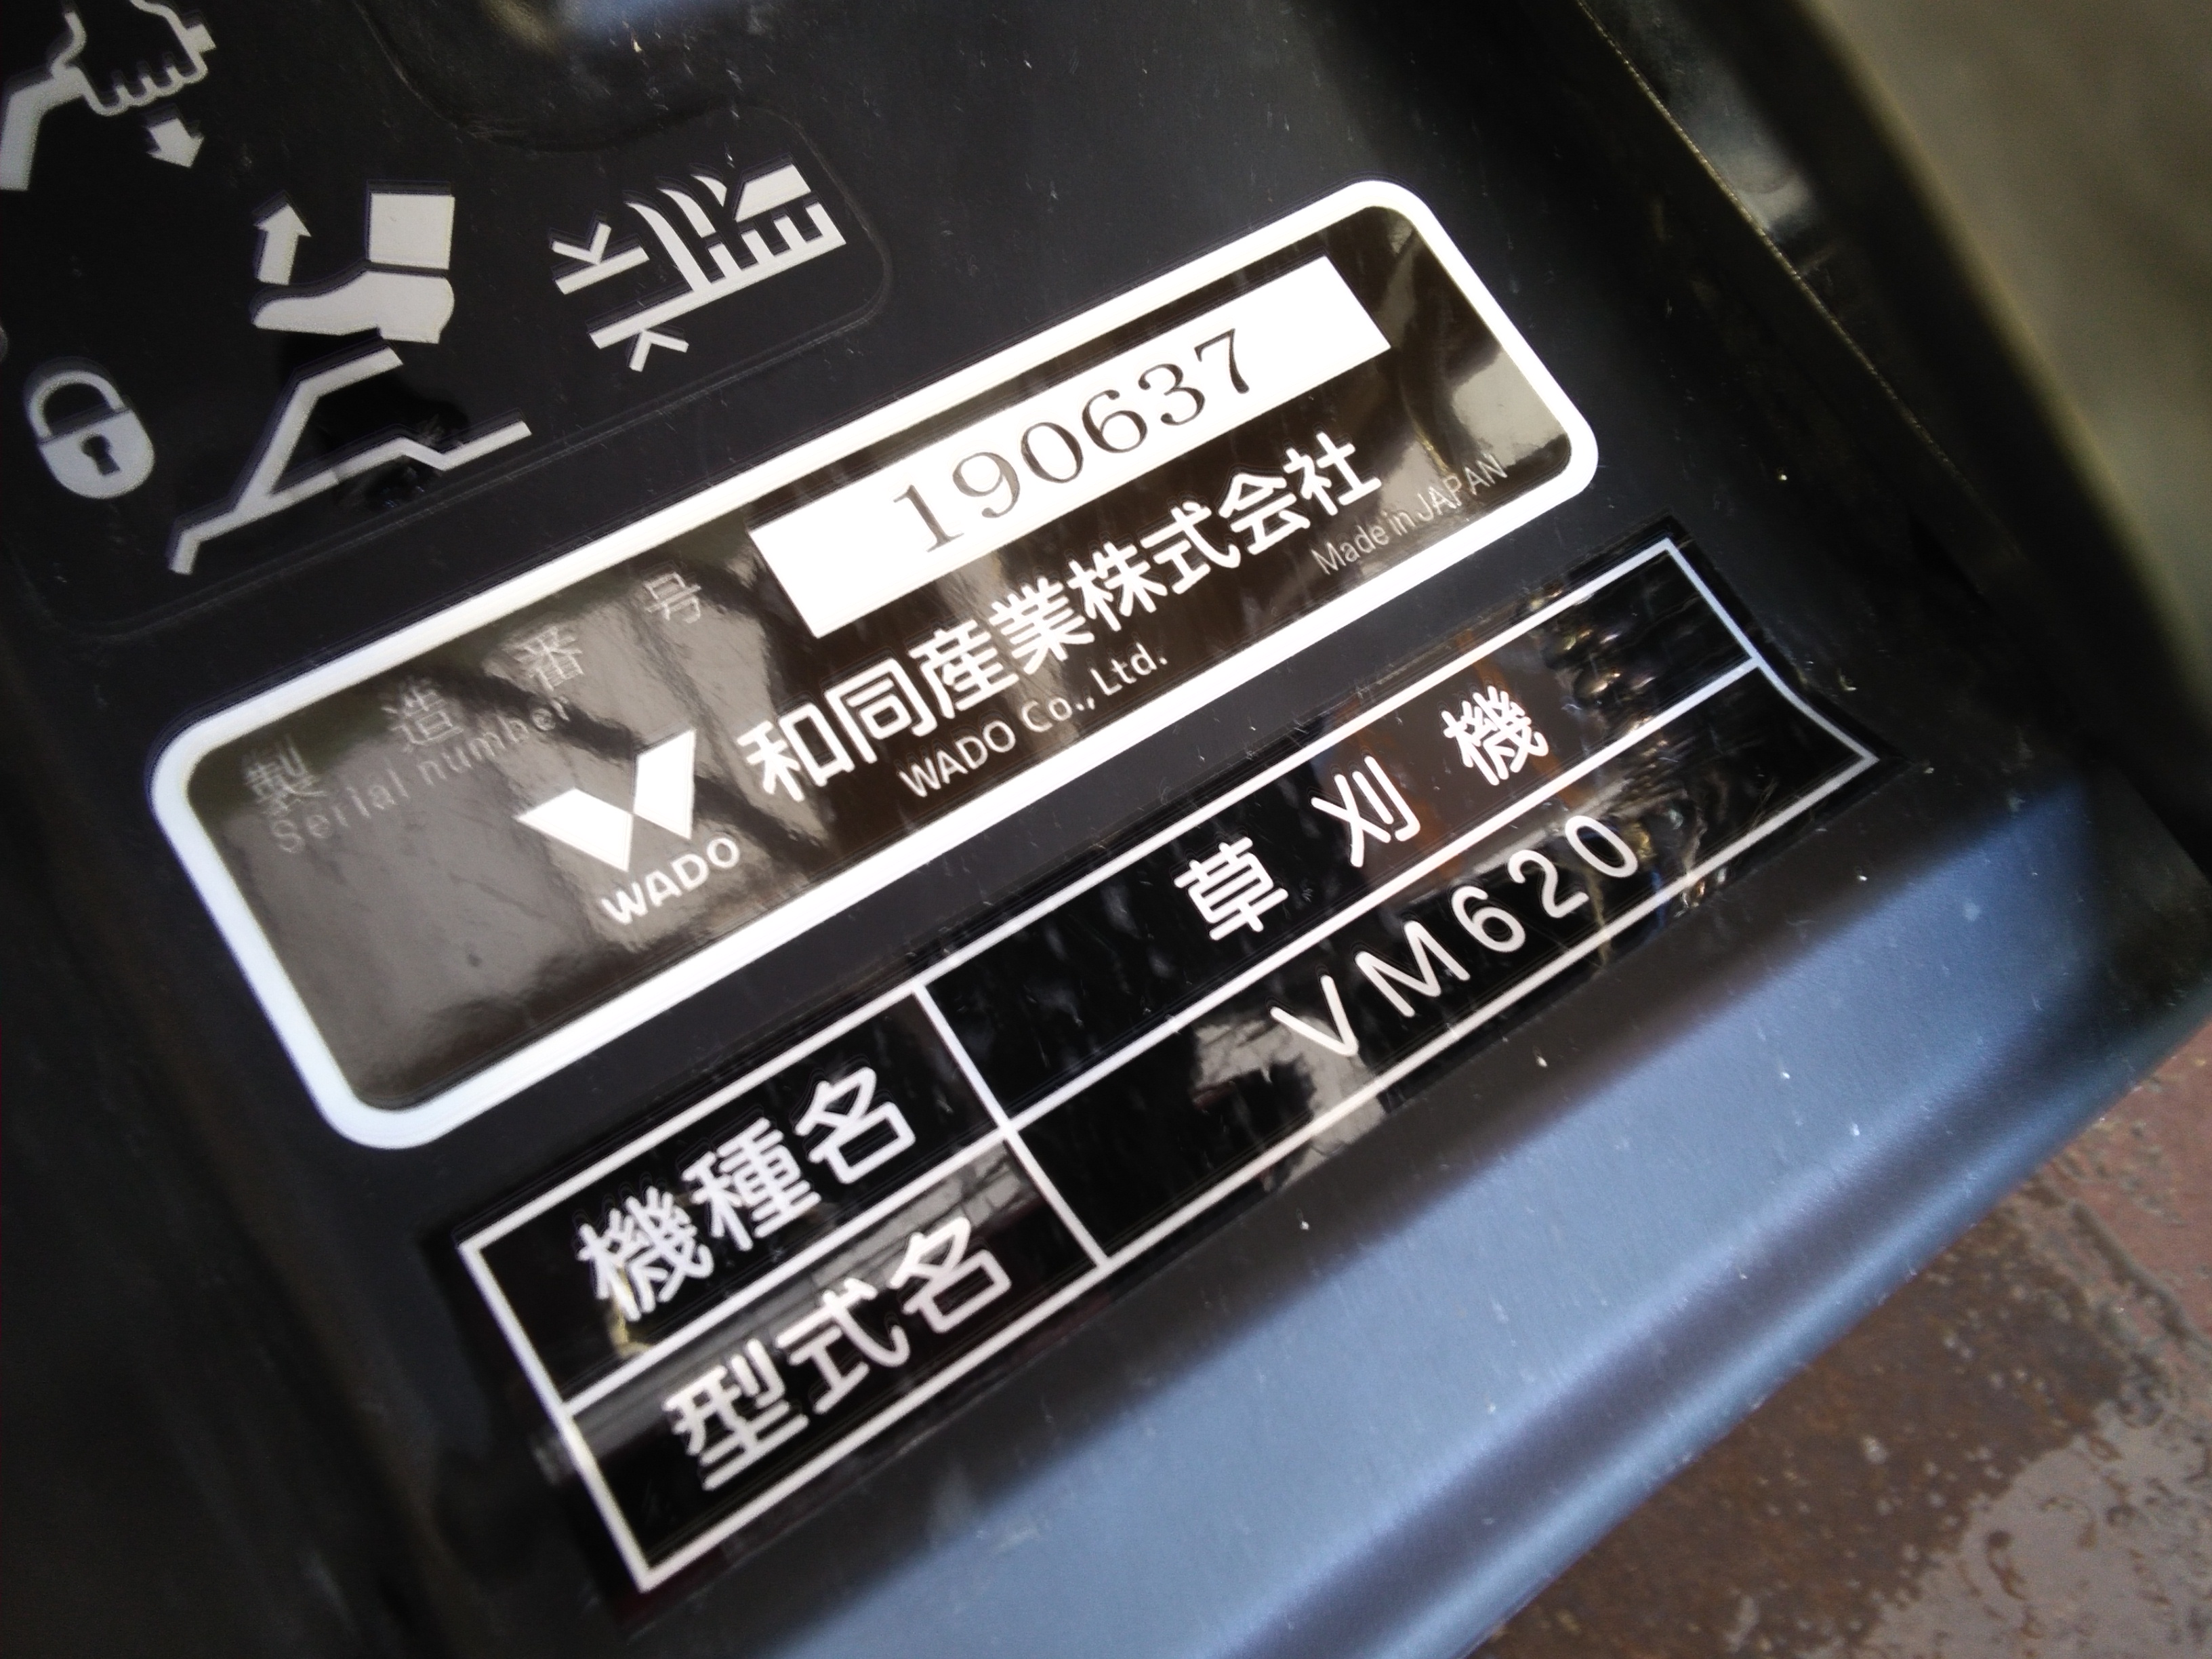 製造番号 190637
Serial number
和同産業株式会社
WADO Co., Ltd.
Made in JAPAN
WADO
機種名 草刈機
型式名 VM620